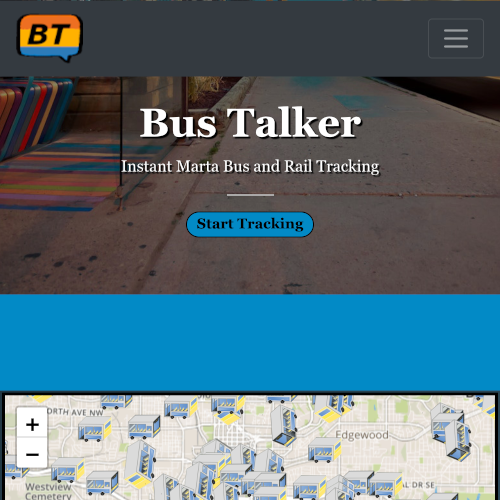 BT
Bus Talker
Instant Marta Bus and Rail Tracking
Start Tracking
+
ORTH AVE NW
Edgewood
−
Westview
Cemetery
AL DR SE